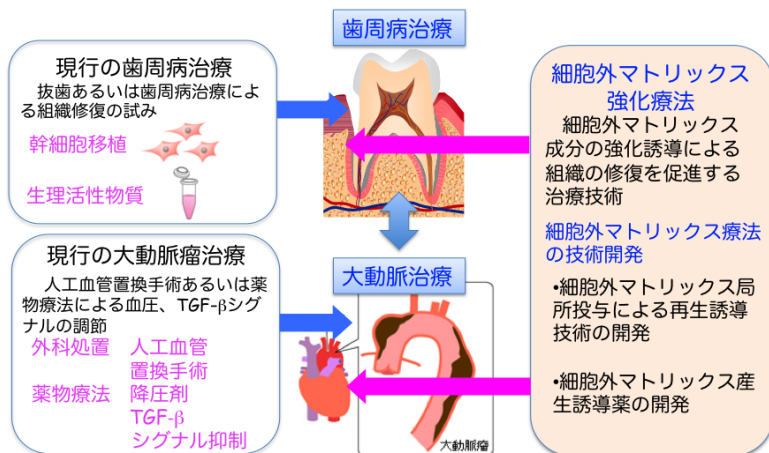 歯周病治療
現行の歯周病治療
抜歯あるいは歯周病治療によ
る組織修復の試み
幹細胞移植
生理活性物質
現行の大動脈瘤治療
人工血管置換手術あるいは薬
物療法による血圧、TGF-βシグ
ナルの調節
外科処置 人工血管
置換手術
薬物療法 降圧剤
TGF-β
シグナル抑制
大動脈治療
大動脈瘤
細胞外マトリックス
強化療法
細胞外マトリックス
成分の強化誘導による
組織の修復を促進する
治療技術
細胞外マトリックス療法
の技術開発
•細胞外マトリックス局
所投与による再生誘導
技術の開発
•細胞外マトリックス産
生誘導薬の開発